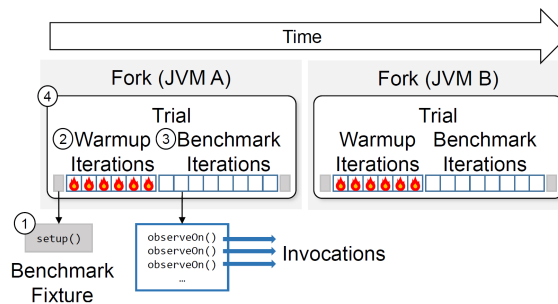 Time
Fork (JVM A)
Fork (JVM B)
④
Trial
Trial
② Warmup
Iterations
③ Benchmark
Iterations
Warmup
Iterations
Benchmark
Iterations
①
setup()
Benchmark
Fixture
observeOn()
observeOn()
observeOn()
…
Invocations